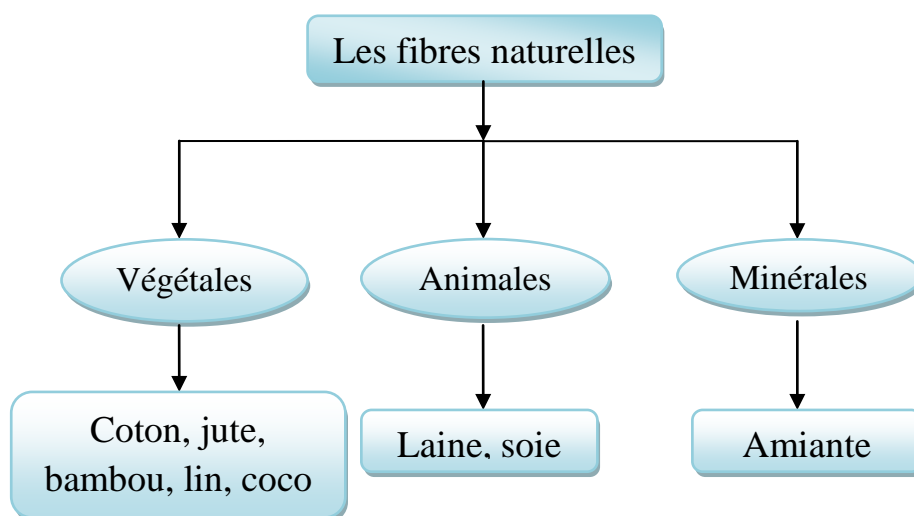 Les fibres naturelles
Végétales
Animales
Minérales
Coton, jute,
bambou, lin, coco
Laine, soie
Amiante